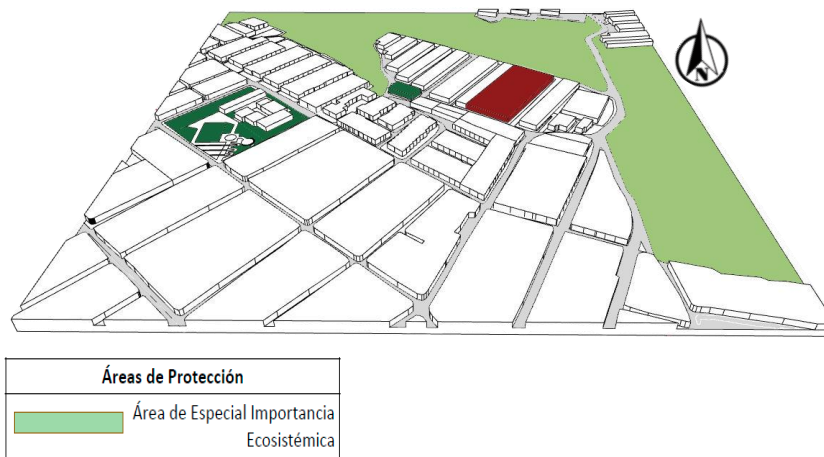 N
Áreas de Protección
Área de Especial Importancia
Ecosistémica